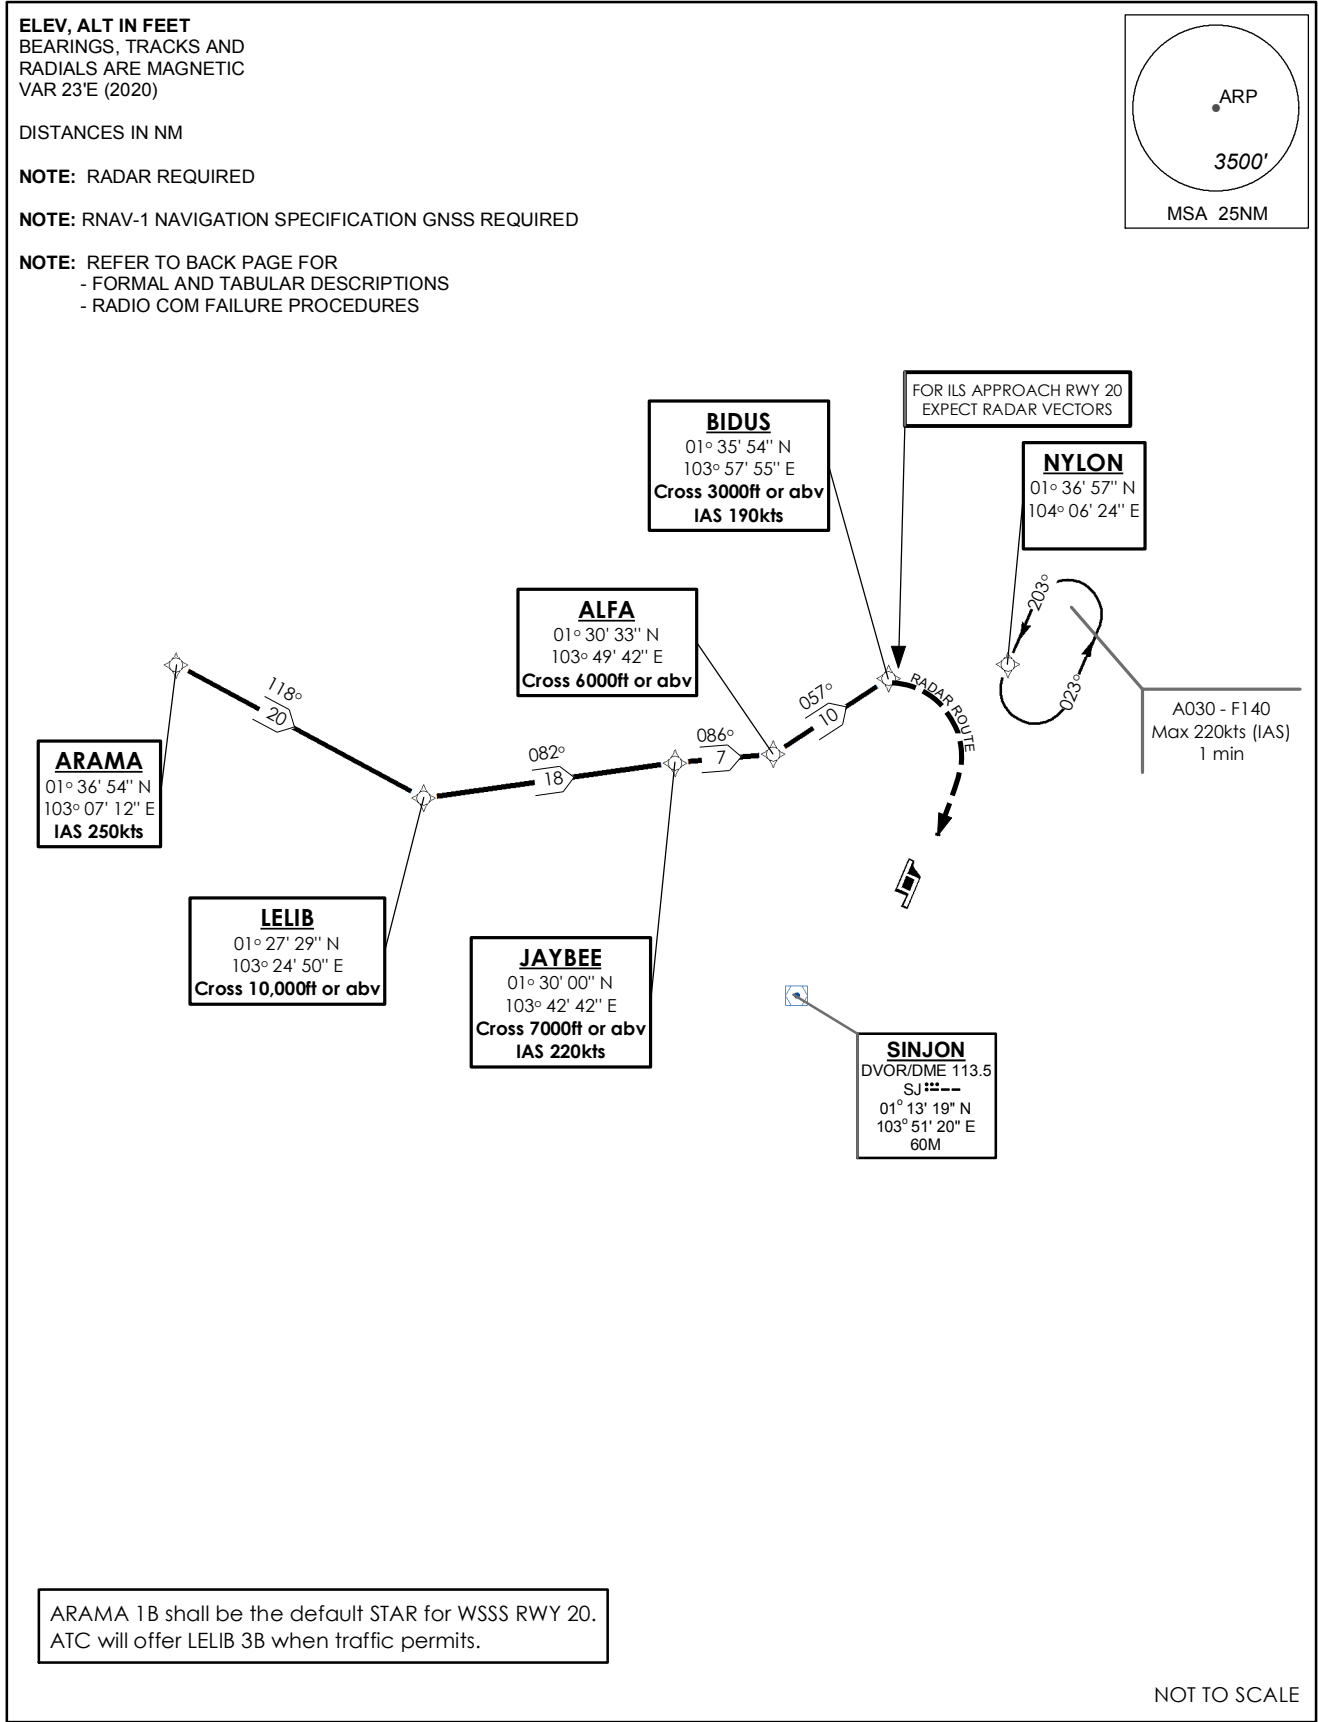 ELEV, ALT IN FEET
BEARINGS, TRACKS AND
RADIALS ARE MAGNETIC
VAR 23'E (2020)
DISTANCES IN NM
NOTE: RADAR REQUIRED
NOTE: RNAV-1 NAVIGATION SPECIFICATION GNSS REQUIRED
NOTE: REFER TO BACK PAGE FOR
- FORMAL AND TABULAR DESCRIPTIONS
- RADIO COM FAILURE PROCEDURES
ARP
3500'
MSA 25NM
FOR ILS APPROACH RWY 20
EXPECT RADAR VECTORS
BIDUS
01° 35' 54" N
103° 57' 55" E
Cross 3000ft or abv
IAS 190kts
NYLON
01° 36' 57" N
104° 06' 24" E
203°
023°
A030 - F140
Max 220kts (IAS)
1 min
ALFA
01° 30' 33" N
103° 49' 42" E
Cross 6000ft or abv
118°
20
082°
18
086°
7
057°
10
RADAR ROUTE
ARAMA
01° 36' 54" N
103° 07' 12" E
IAS 250kts
LELIB
01° 27' 29" N
103° 24' 50" E
Cross 10,000ft or abv
JAYBEE
01° 30' 00" N
103° 42' 42" E
Cross 7000ft or abv
IAS 220kts
SINJON
DVOR/DME 113.5
SJ
01° 13' 19" N
103° 51' 20" E
60M
ARAMA 1B shall be the default STAR for WSSS RWY 20.
ATC will offer LELIB 3B when traffic permits.
NOT TO SCALE